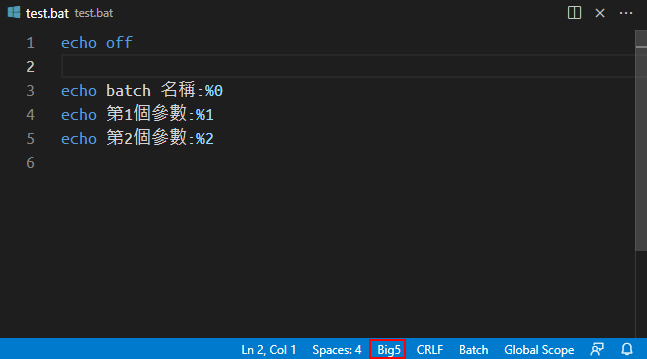 test.bat test.bat
1 echo off
2
3 echo batch 名稱:%0
4 echo 第1個參數:%1
5 echo 第2個參數:%2
6
Ln 2, Col 1 Spaces: 4 Big5 CRLF Batch Global Scope